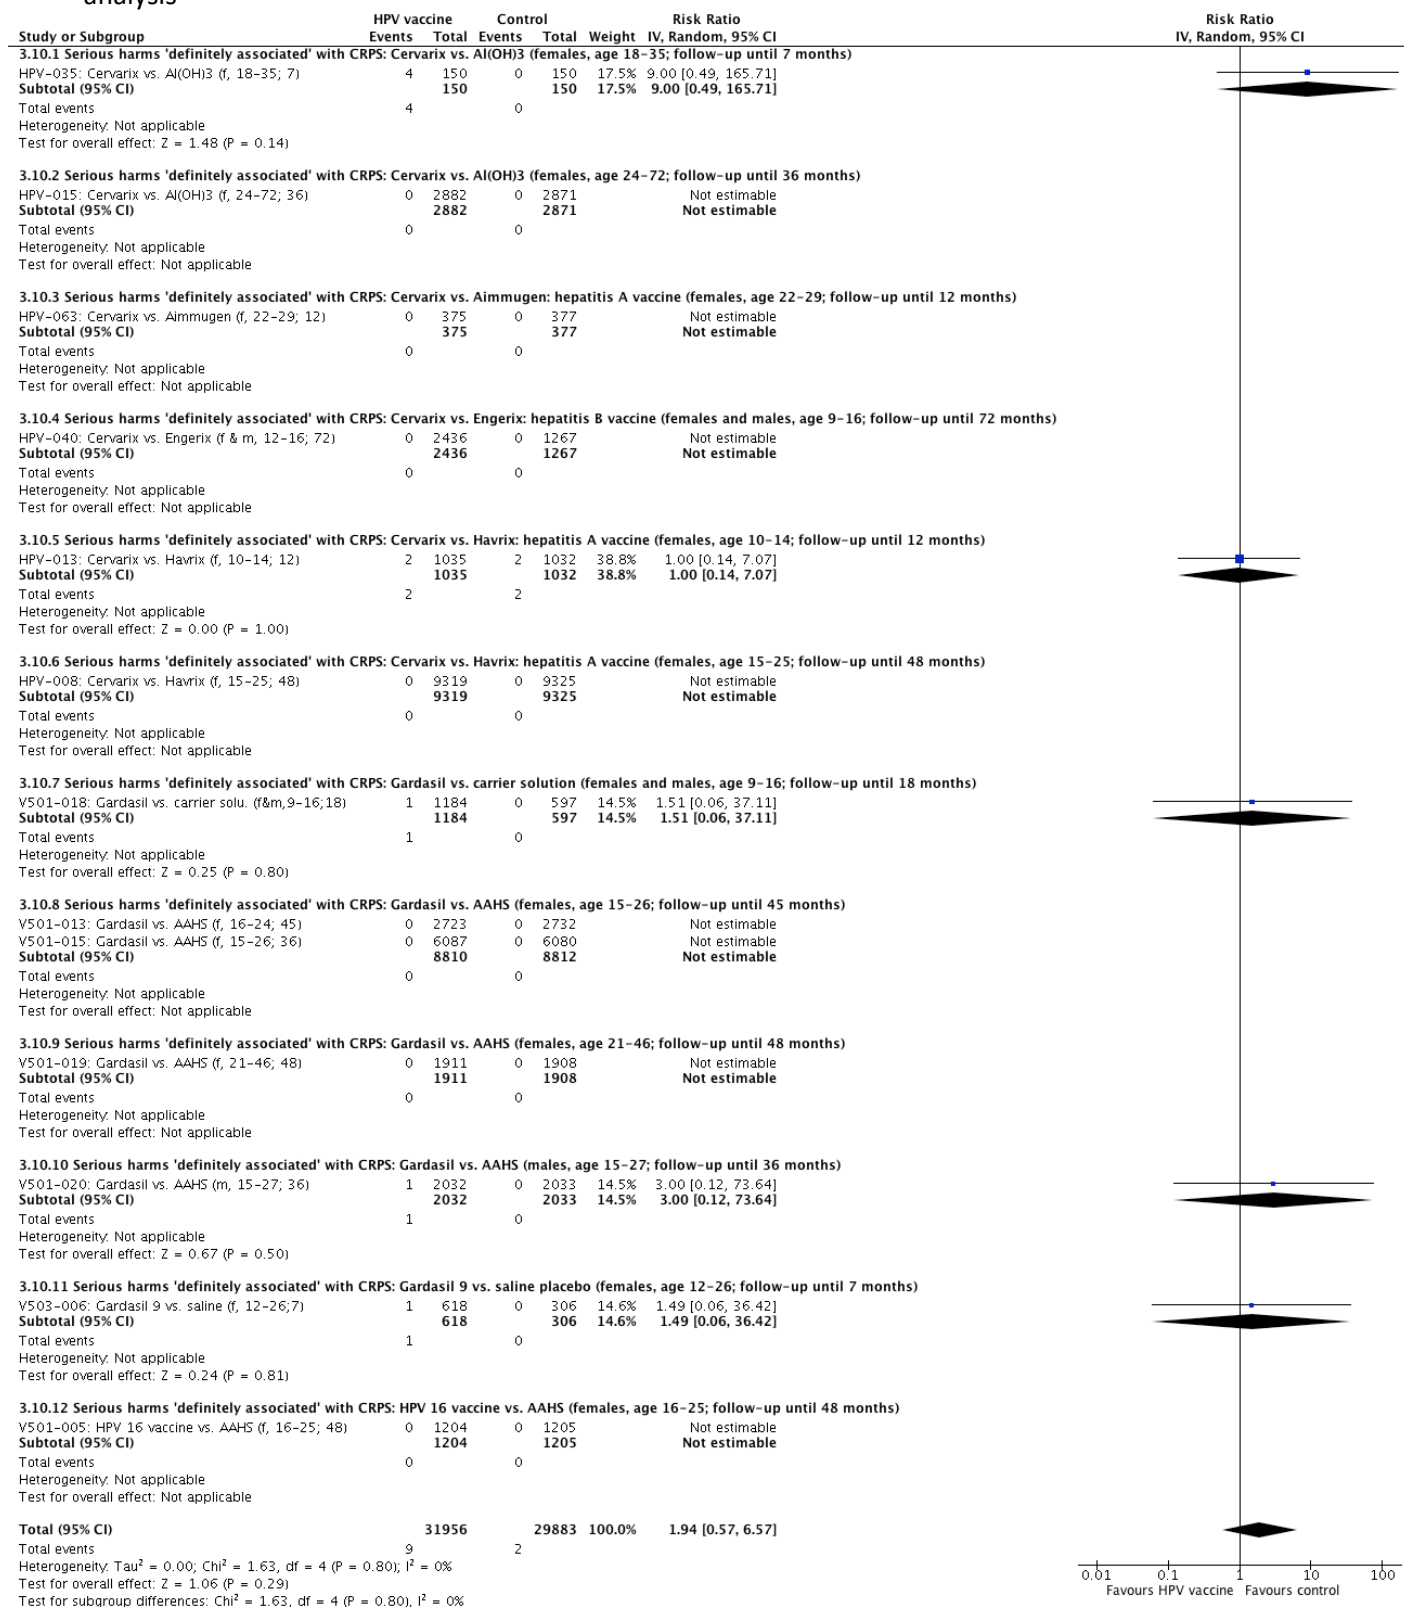 analysis
HPV vaccine Control Risk Ratio Risk Ratio
Study or Subgroup Events Total Events Total Weight IV, Random, 95% CI IV, Random, 95% CI
3.10.1 Serious harms 'definitely associated' with CRPS: Cervarix vs. Al(OH)3 (females, age 18-35; follow-up until 7 months)
HPV-035: Cervarix vs. Al(OH)3 (f, 18-35; 7) 4 150 0 150 17.5% 9.00 [0.49, 165.71]
Subtotal (95% CI) 150 150 17.5% 9.00 [0.49, 165.71]
Total events 4 0
Heterogeneity: Not applicable
Test for overall effect: Z = 1.48 (P = 0.14)
3.10.2 Serious harms 'definitely associated' with CRPS: Cervarix vs. Al(OH)3 (females, age 24-72; follow-up until 36 months)
HPV-015: Cervarix vs. Al(OH)3 (f, 24-72; 36) 0 2882 0 2871 Not estimable
Subtotal (95% CI) 2882 2871 Not estimable
Total events 0 0
Heterogeneity: Not applicable
Test for overall effect: Not applicable
3.10.3 Serious harms 'definitely associated' with CRPS: Cervarix vs. Aimmugen: hepatitis A vaccine (females, age 22-29; follow-up until 12 months)
HPV-063: Cervarix vs. Aimmugen (f, 22-29; 12) 0 375 0 377 Not estimable
Subtotal (95% CI) 375 377 Not estimable
Total events 0 0
Heterogeneity: Not applicable
Test for overall effect: Not applicable
3.10.4 Serious harms 'definitely associated' with CRPS: Cervarix vs. Engerix: hepatitis B vaccine (females and males, age 9-16; follow-up until 72 months)
HPV-040: Cervarix vs. Engerix (f & m, 12-16; 72) 0 2436 0 1267 Not estimable
Subtotal (95% CI) 2436 1267 Not estimable
Total events 0 0
Heterogeneity: Not applicable
Test for overall effect: Not applicable
3.10.5 Serious harms 'definitely associated' with CRPS: Cervarix vs. Havrix: hepatitis A vaccine (females, age 10-14; follow-up until 12 months)
HPV-013: Cervarix vs. Havrix (f, 10-14; 12) 2 1035 2 1032 38.8% 1.00 [0.14, 7.07]
Subtotal (95% CI) 1035 1032 38.8% 1.00 [0.14, 7.07]
Total events 2 2
Heterogeneity: Not applicable
Test for overall effect: Z = 0.00 (P = 1.00)
3.10.6 Serious harms 'definitely associated' with CRPS: Cervarix vs. Havrix: hepatitis A vaccine (females, age 15-25; follow-up until 48 months)
HPV-008: Cervarix vs. Havrix (f, 15-25; 48) 0 9319 0 9325 Not estimable
Subtotal (95% CI) 9319 9325 Not estimable
Total events 0 0
Heterogeneity: Not applicable
Test for overall effect: Not applicable
3.10.7 Serious harms 'definitely associated' with CRPS: Gardasil vs. carrier solution (females and males, age 9-16; follow-up until 18 months)
V501-018: Gardasil vs. carrier solu. (f&m,9-16;18) 1 1184 0 597 14.5% 1.51 [0.06, 37.11]
Subtotal (95% CI) 1184 597 14.5% 1.51 [0.06, 37.11]
Total events 1 0
Heterogeneity: Not applicable
Test for overall effect: Z = 0.25 (P = 0.80)
3.10.8 Serious harms 'definitely associated' with CRPS: Gardasil vs. AAHS (females, age 15-26; follow-up until 45 months)
V501-013: Gardasil vs. AAHS (f, 16-24; 45) 0 2723 0 2732 Not estimable
V501-015: Gardasil vs. AAHS (f, 15-26; 36) 0 6087 0 6080 Not estimable
Subtotal (95% CI) 8810 8812 Not estimable
Total events 0 0
Heterogeneity: Not applicable
Test for overall effect: Not applicable
3.10.9 Serious harms 'definitely associated' with CRPS: Gardasil vs. AAHS (females, age 21-46; follow-up until 48 months)
V501-019: Gardasil vs. AAHS (f, 21-46; 48) 0 1911 0 1908 Not estimable
Subtotal (95% CI) 1911 1908 Not estimable
Total events 0 0
Heterogeneity: Not applicable
Test for overall effect: Not applicable
3.10.10 Serious harms 'definitely associated' with CRPS: Gardasil vs. AAHS (males, age 15-27; follow-up until 36 months)
V501-020: Gardasil vs. AAHS (m, 15-27; 36) 1 2032 0 2033 14.5% 3.00 [0.12, 73.64]
Subtotal (95% CI) 2032 2033 14.5% 3.00 [0.12, 73.64]
Total events 1 0
Heterogeneity: Not applicable
Test for overall effect: Z = 0.67 (P = 0.50)
3.10.11 Serious harms 'definitely associated' with CRPS: Gardasil 9 vs. saline placebo (females, age 12-26; follow-up until 7 months)
V503-006: Gardasil 9 vs. saline (f, 12-26;7) 1 618 0 306 14.6% 1.49 [0.06, 36.42]
Subtotal (95% CI) 618 306 14.6% 1.49 [0.06, 36.42]
Total events 1 0
Heterogeneity: Not applicable
Test for overall effect: Z = 0.24 (P = 0.81)
3.10.12 Serious harms 'definitely associated' with CRPS: HPV 16 vaccine vs. AAHS (females, age 16-25; follow-up until 48 months)
V501-005: HPV 16 vaccine vs. AAHS (f, 16-25; 48) 0 1204 0 1205 Not estimable
Subtotal (95% CI) 1204 1205 Not estimable
Total events 0 0
Heterogeneity: Not applicable
Test for overall effect: Not applicable
Total (95% CI) 31956 29883 100.0% 1.94 [0.57, 6.57]
Total events 9 2
Heterogeneity: Tau² = 0.00; Chi² = 1.63, df = 4 (P = 0.80); I² = 0%
Test for overall effect: Z = 1.06 (P = 0.29)
Test for subgroup differences: Chi² = 1.63, df = 4 (P = 0.80), I² = 0%
0.01 0.1 1 10 100
Favours HPV vaccine Favours control